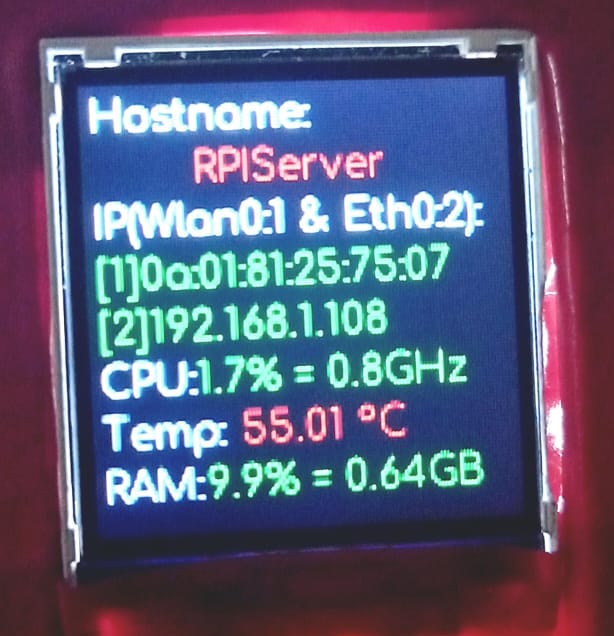 Hostname:
RPIServer
IP(Wlan0:1 & Eth0:2):
[1]0a:01:81:25:75:07
[2]192.168.1.108
CPU:1.7% = 0.8GHz
Temp: 55.01 ºC
RAM:9.9% = 0.64GB